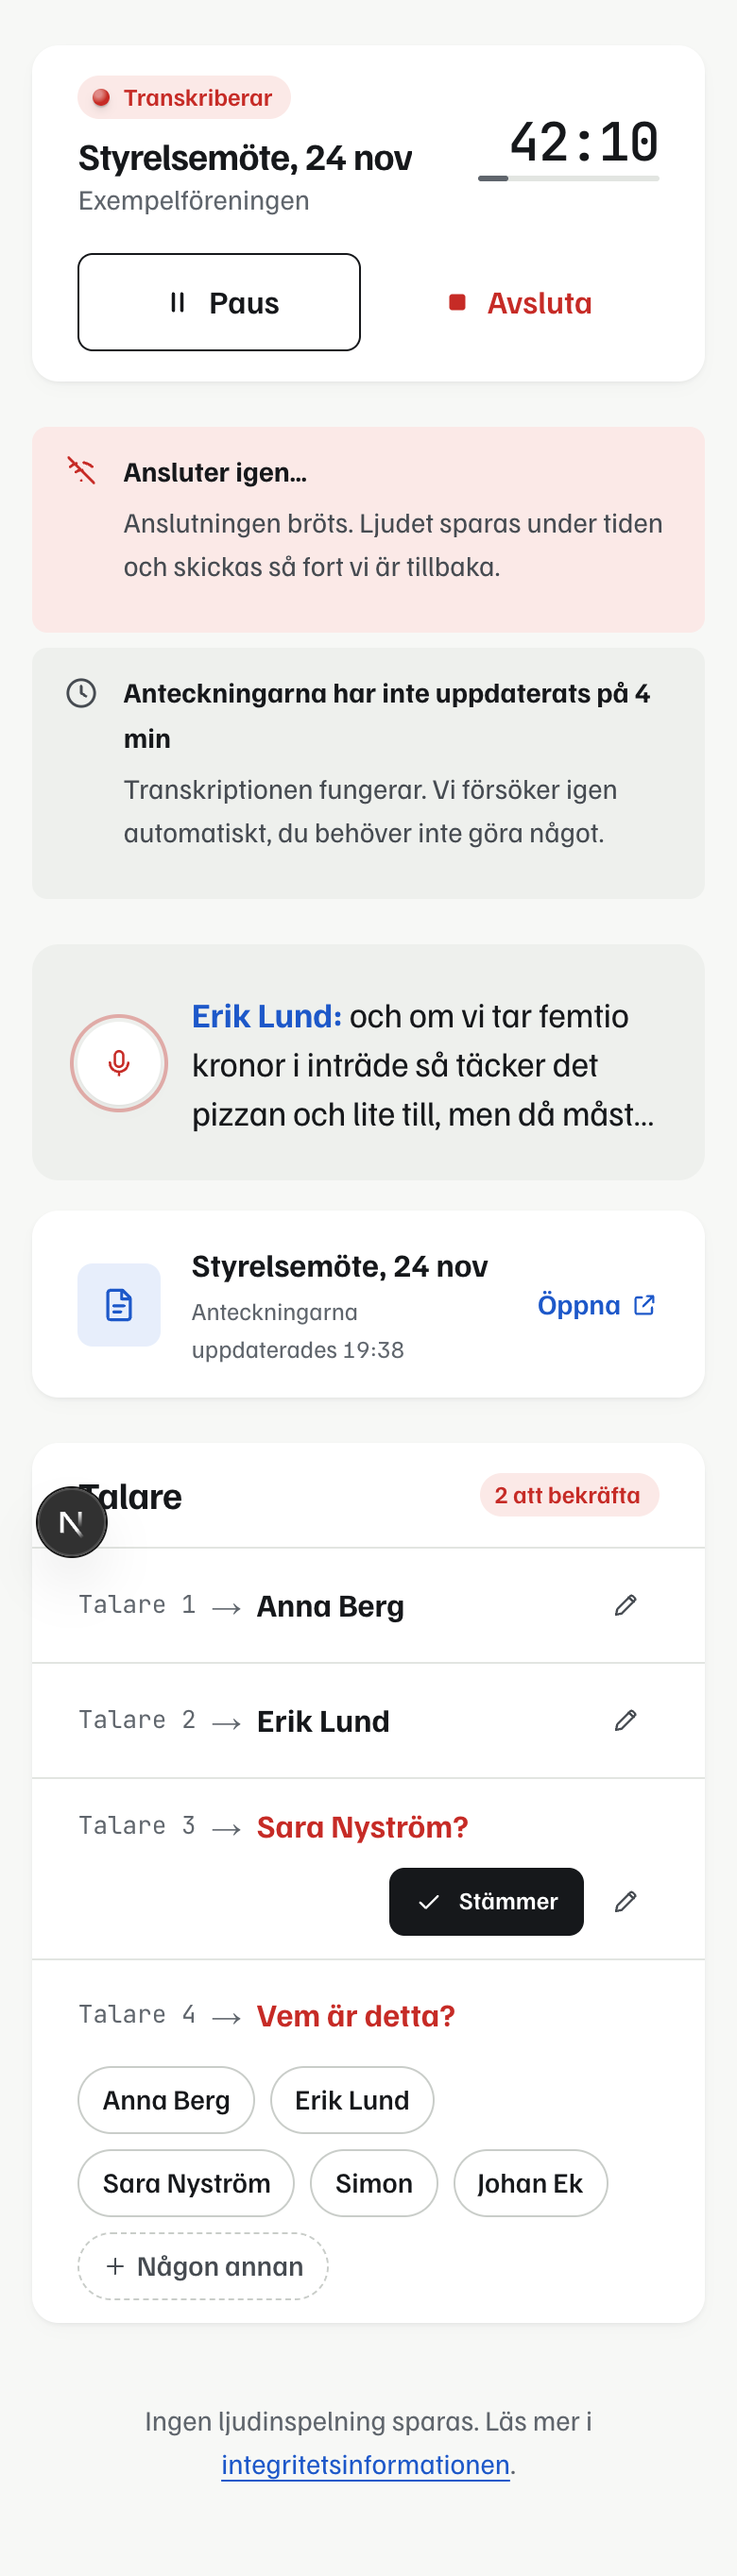 Transkriberar
42:10
Styrelsemöte, 24 nov
Exempelföreningen
Paus
Avsluta
Ansluter igen…
Anslutningen bröts. Ljudet sparas under tiden
och skickas så fort vi är tillbaka.
Anteckningarna har inte uppdaterats på 4
min
Transkriptionen fungerar. Vi försöker igen
automatiskt, du behöver inte göra något.
Erik Lund: och om vi tar femtio
kronor i inträde så täcker det
pizzan och lite till, men då måst…
Styrelsemöte, 24 nov
Anteckningarna
uppdaterades 19:38
Öppna
Talare
2 att bekräfta
N
Talare 1 → Anna Berg
Talare 2 → Erik Lund
Talare 3 → Sara Nyström?
Stämmer
Talare 4 → Vem är detta?
Anna Berg
Erik Lund
Sara Nyström
Simon
Johan Ek
+ Någon annan
Ingen ljudinspelning sparas. Läs mer i
integritetsinformationen.